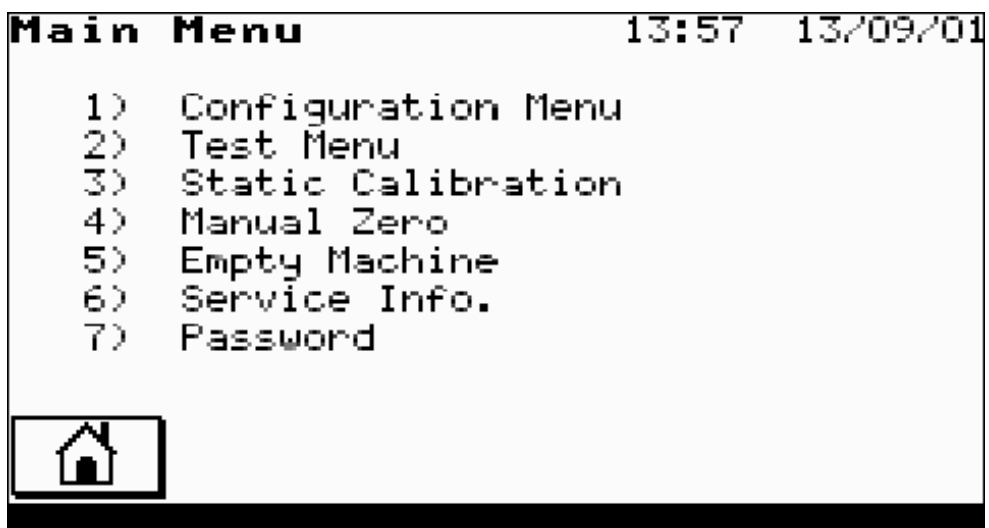 Main Menu 13:57 13/09/01
1) Configuration Menu
2) Test Menu
3) Static Calibration
4) Manual Zero
5) Empty Machine
6) Service Info.
7) Password